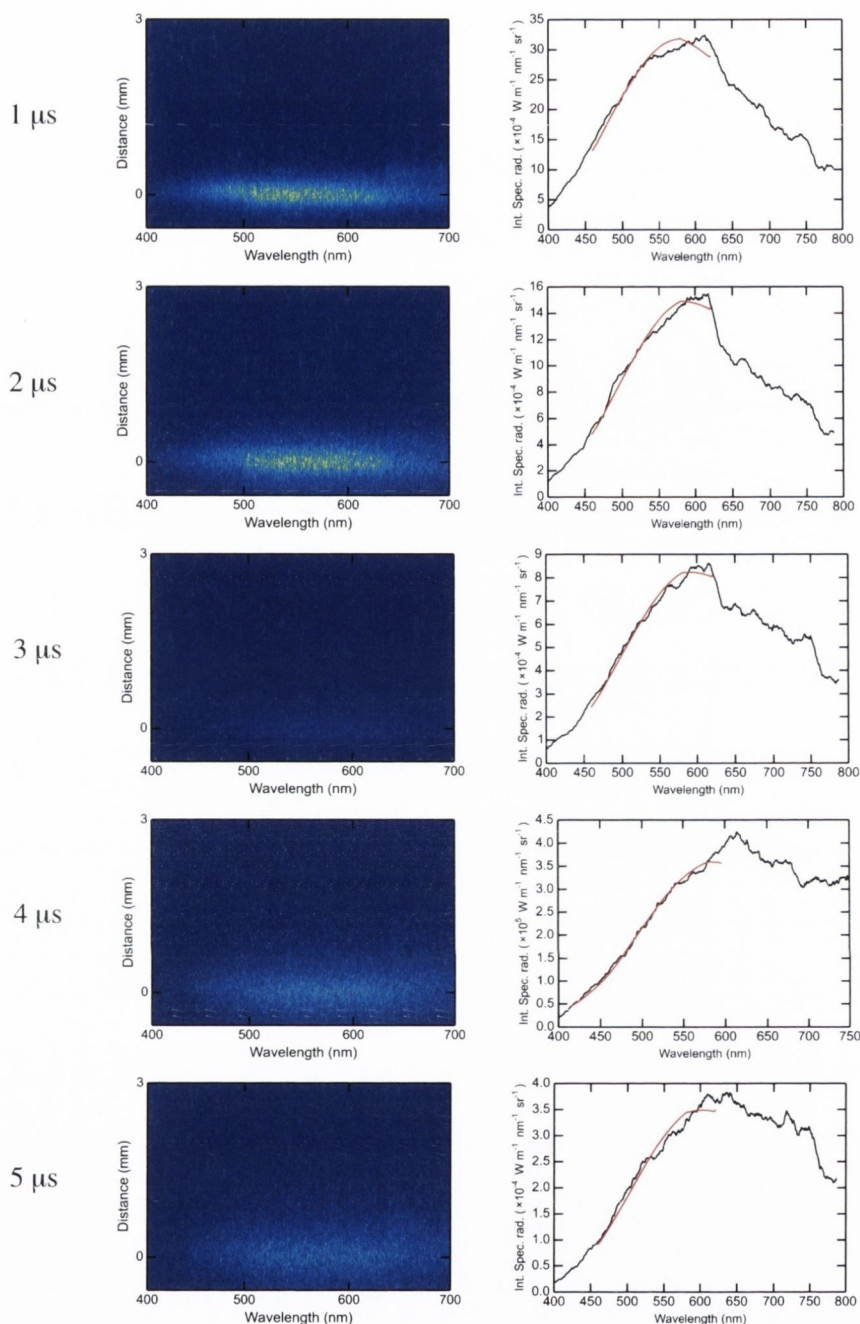 1 µs
Distance (mm)
3
0
400 500 600 700
Wavelength (nm)
Int. Spec. rad. ( ×10⁻⁴ W m⁻¹ nm⁻¹ sr⁻¹ )
35
30
25
20
15
10
5
0
400 450 500 550 600 650 700 750 800
Wavelength (nm)
2 µs
Distance (mm)
3
0
400 500 600 700
Wavelength (nm)
Int. Spec. rad. ( ×10⁻⁴ W m⁻¹ nm⁻¹ sr⁻¹ )
16
14
12
10
8
6
4
2
0
400 450 500 550 600 650 700 750 800
Wavelength (nm)
3 µs
Distance (mm)
3
0
400 500 600 700
Wavelength (nm)
Int. Spec. rad. ( ×10⁻⁴ W m⁻¹ nm⁻¹ sr⁻¹ )
9
8
7
6
5
4
3
2
1
0
400 450 500 550 600 650 700 750 800
Wavelength (nm)
4 µs
Distance (mm)
3
0
400 500 600 700
Wavelength (nm)
Int. Spec. rad. ( ×10⁵ W m⁻¹ nm⁻¹ sr⁻¹ )
4.5
4.0
3.5
3.0
2.5
2.0
1.5
1.0
0.5
0.0
400 450 500 550 600 650 700 750
Wavelength (nm)
5 µs
Distance (mm)
3
0
400 500 600 700
Wavelength (nm)
Int. Spec. rad. ( ×10⁻⁴ W m⁻¹ nm⁻¹ sr⁻¹ )
4.0
3.5
3.0
2.5
2.0
1.5
1.0
0.5
0.0
400 450 500 550 600 650 700 750 800
Wavelength (nm)